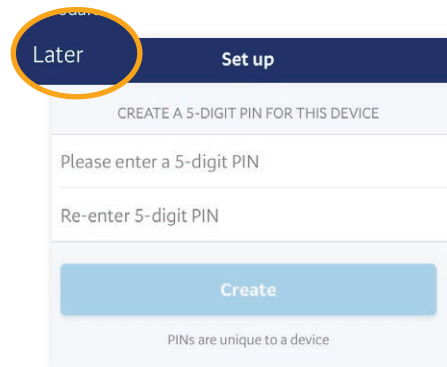 Later
Set up
CREATE A 5-DIGIT PIN FOR THIS DEVICE
Please enter a 5-digit PIN
Re-enter 5-digit PIN
Create
PINs are unique to a device